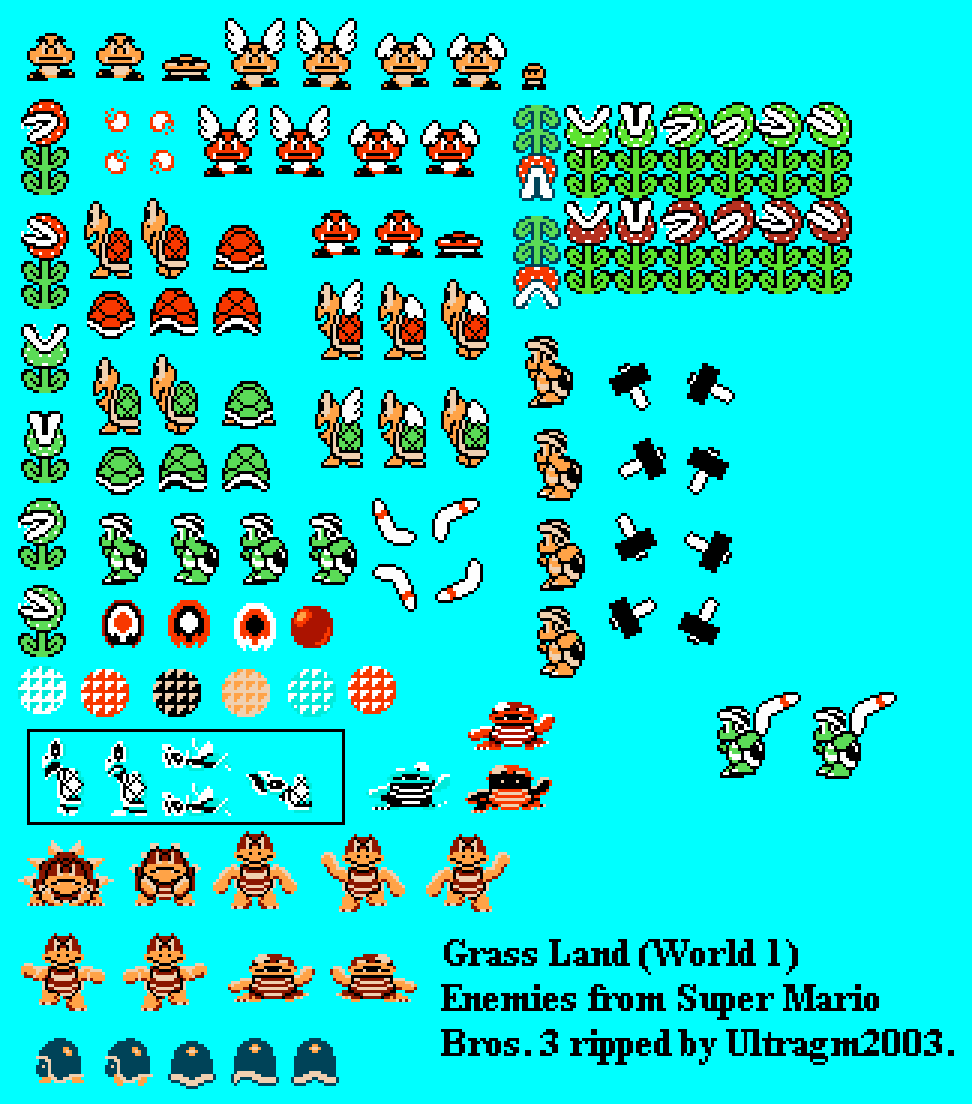 Grass Land (World 1)
Enemies from Super Mario
Bros. 3 ripped by Ultragm2003.